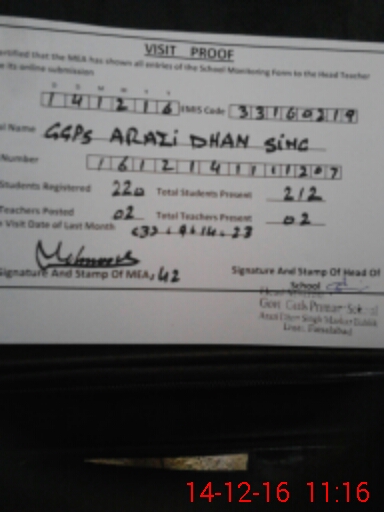 VISIT PROOF
ertified that the MEA has shown all entries of the School Monitoring Form to the Head Teacher
e its online submission
D D M M Y Y
1 4 1 2 1 6 EMIS Code 3 3 1 6 0 2 1 9
ol Name GGPS ARAZI DHAN SING
Number 1 6 1 2 1 4 1 1 1 1 2 0 7
Students Registered 220 Total Students Present 212
Teachers Posted 02 Total Teachers Present 02
Visit Date of Last Month
Signature And Stamp Of MEA, 42 Signature And Stamp Of Head Of
School
Govt Girls Primary School
14-12-16 11:16